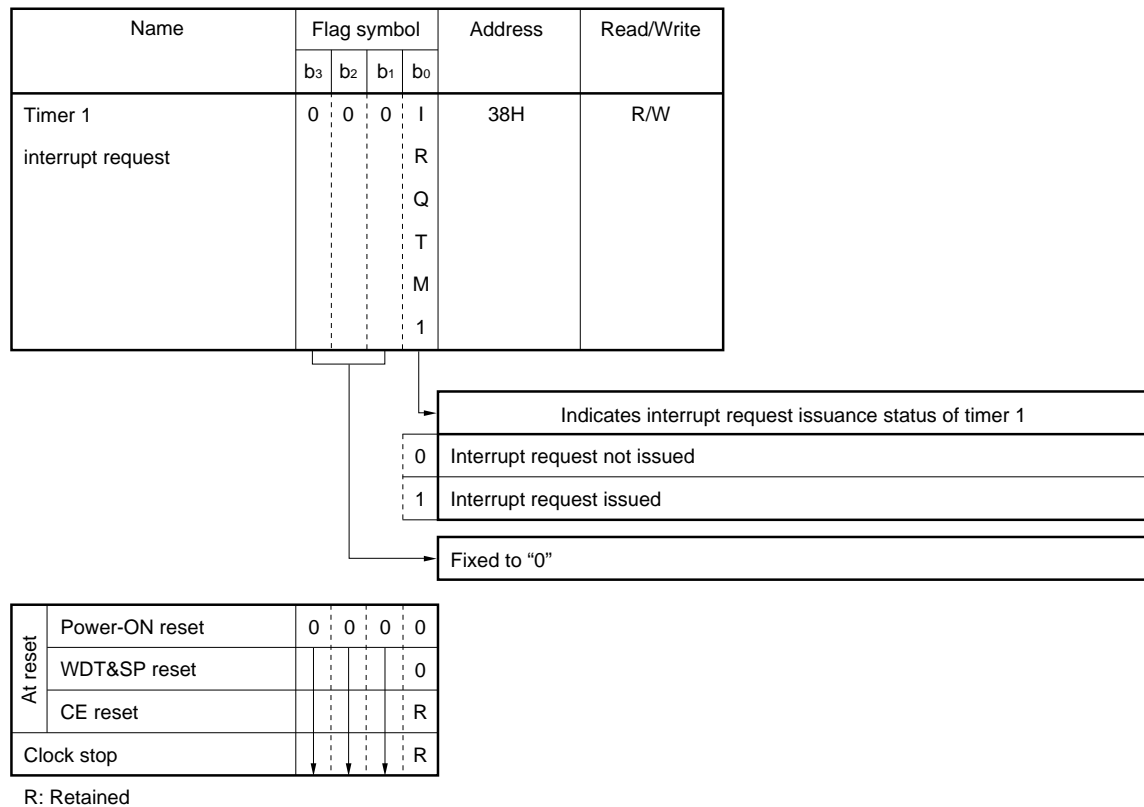 Name Flag symbol Address Read/Write
b3 b2 b1 b0
Timer 1 0 0 0 I 38H R/W
interrupt request R
Q
T
M
1
Indicates interrupt request issuance status of timer 1
0 Interrupt request not issued
1 Interrupt request issued
Fixed to “0”
At reset
Power-ON reset 0 0 0 0
WDT&SP reset 0
CE reset R
Clock stop R
R: Retained